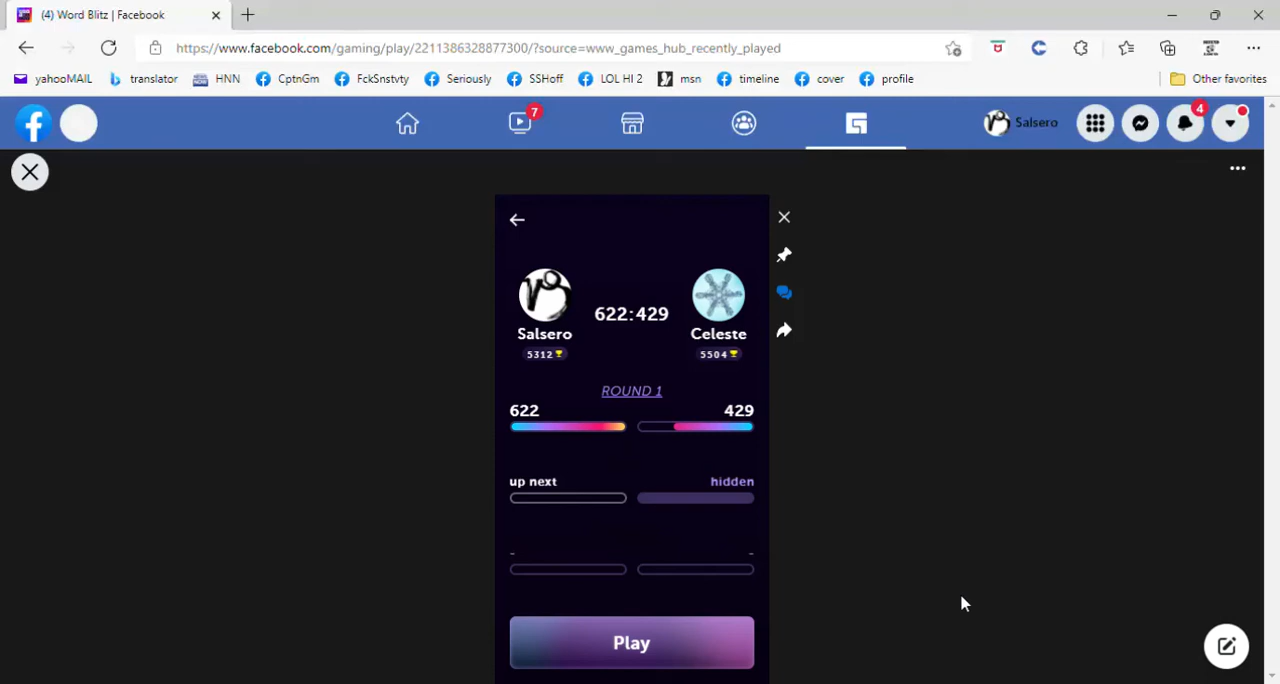 (4) Word Blitz | Facebook
https://www.facebook.com/gaming/play/2211386328877300/?source=www_games_hub_recently_played
yahooMAIL
translator
HNN
CptnGm
FckSnstvty
Seriously
SSHoff
LOL HI 2
msn
timeline
cover
profile
Other favorites
7
Salsero
4
622:429
Salsero
Celeste
5312
5504
ROUND 1
622
429
up next
hidden
-
-
Play